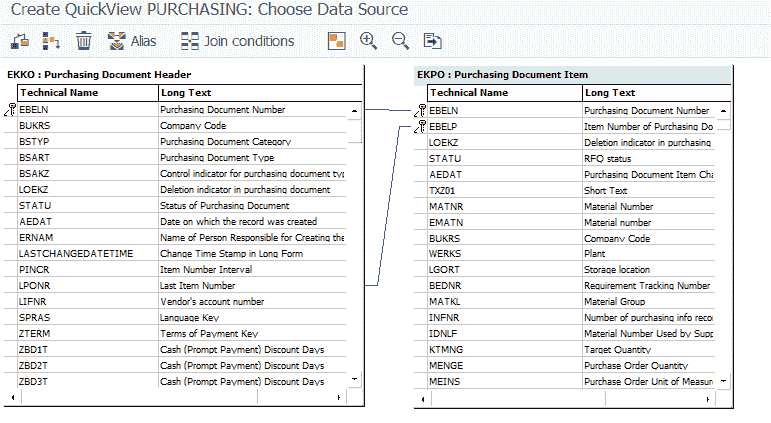 Create QuickView PURCHASING: Choose Data Source
Alias Join conditions
EKKO : Purchasing Document Header
Technical Name Long Text
EBELN Purchasing Document Number
BUKRS Company Code
BSTYP Purchasing Document Category
BSART Purchasing Document Type
BSAKZ Control indicator for purchasing document typ
LOEKZ Deletion indicator in purchasing document
STATU Status of Purchasing Document
AEDAT Date on which the record was created
ERNAM Name of Person Responsible for Creating the
LASTCHANGEDATETIME Change Time Stamp in Long Form
PINCR Item Number Interval
LPONR Last Item Number
LIFNR Vendor's account number
SPRAS Language Key
ZTERM Terms of Payment Key
ZBD1T Cash (Prompt Payment) Discount Days
ZBD2T Cash (Prompt Payment) Discount Days
ZBD3T Cash (Prompt Payment) Discount Days
EKPO : Purchasing Document Item
Technical Name Long Text
EBELN Purchasing Document Number
EBELP Item Number of Purchasing Do
LOEKZ Deletion indicator in purchasing
STATU RFQ status
AEDAT Purchasing Document Item Cha
TXZ01 Short Text
MATNR Material Number
EMATN Material number
BUKRS Company Code
WERKS Plant
LGORT Storage location
BEDNR Requirement Tracking Number
MATKL Material Group
INFNR Number of purchasing info reco
IDNLF Material Number Used by Supp
KTMNG Target Quantity
MENGE Purchase Order Quantity
MEINS Purchase Order Unit of Measur